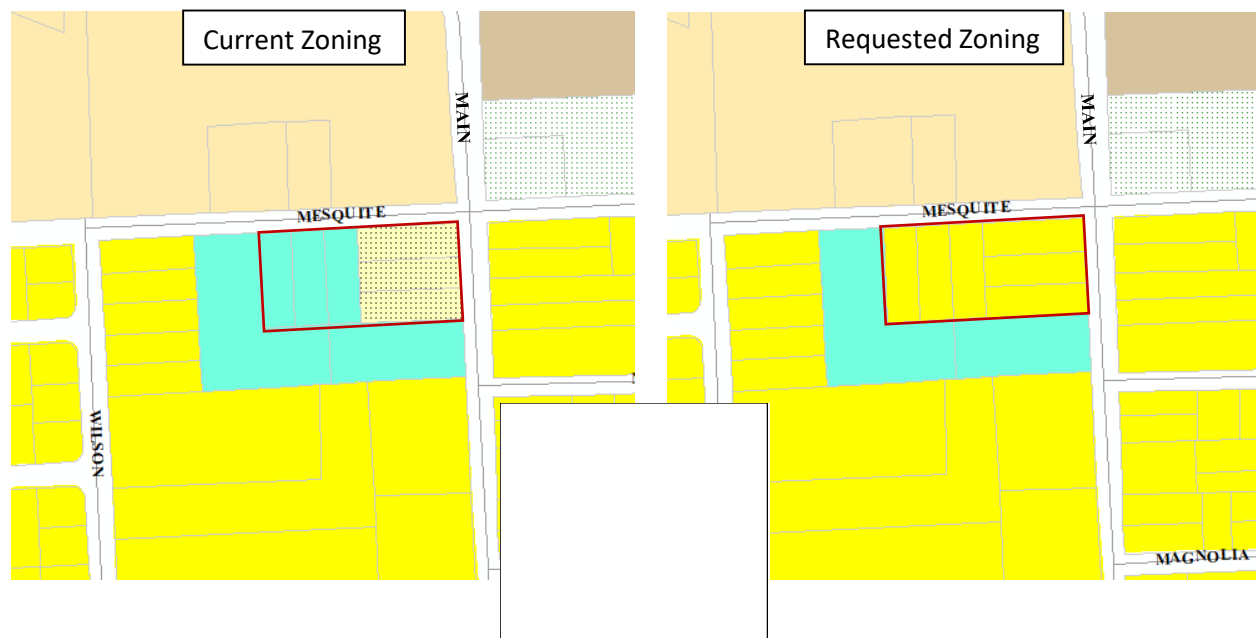 Current Zoning
MAIN
MESQUITE
WILSON
Requested Zoning
MAIN
MESQUITE
MAGNOLIA